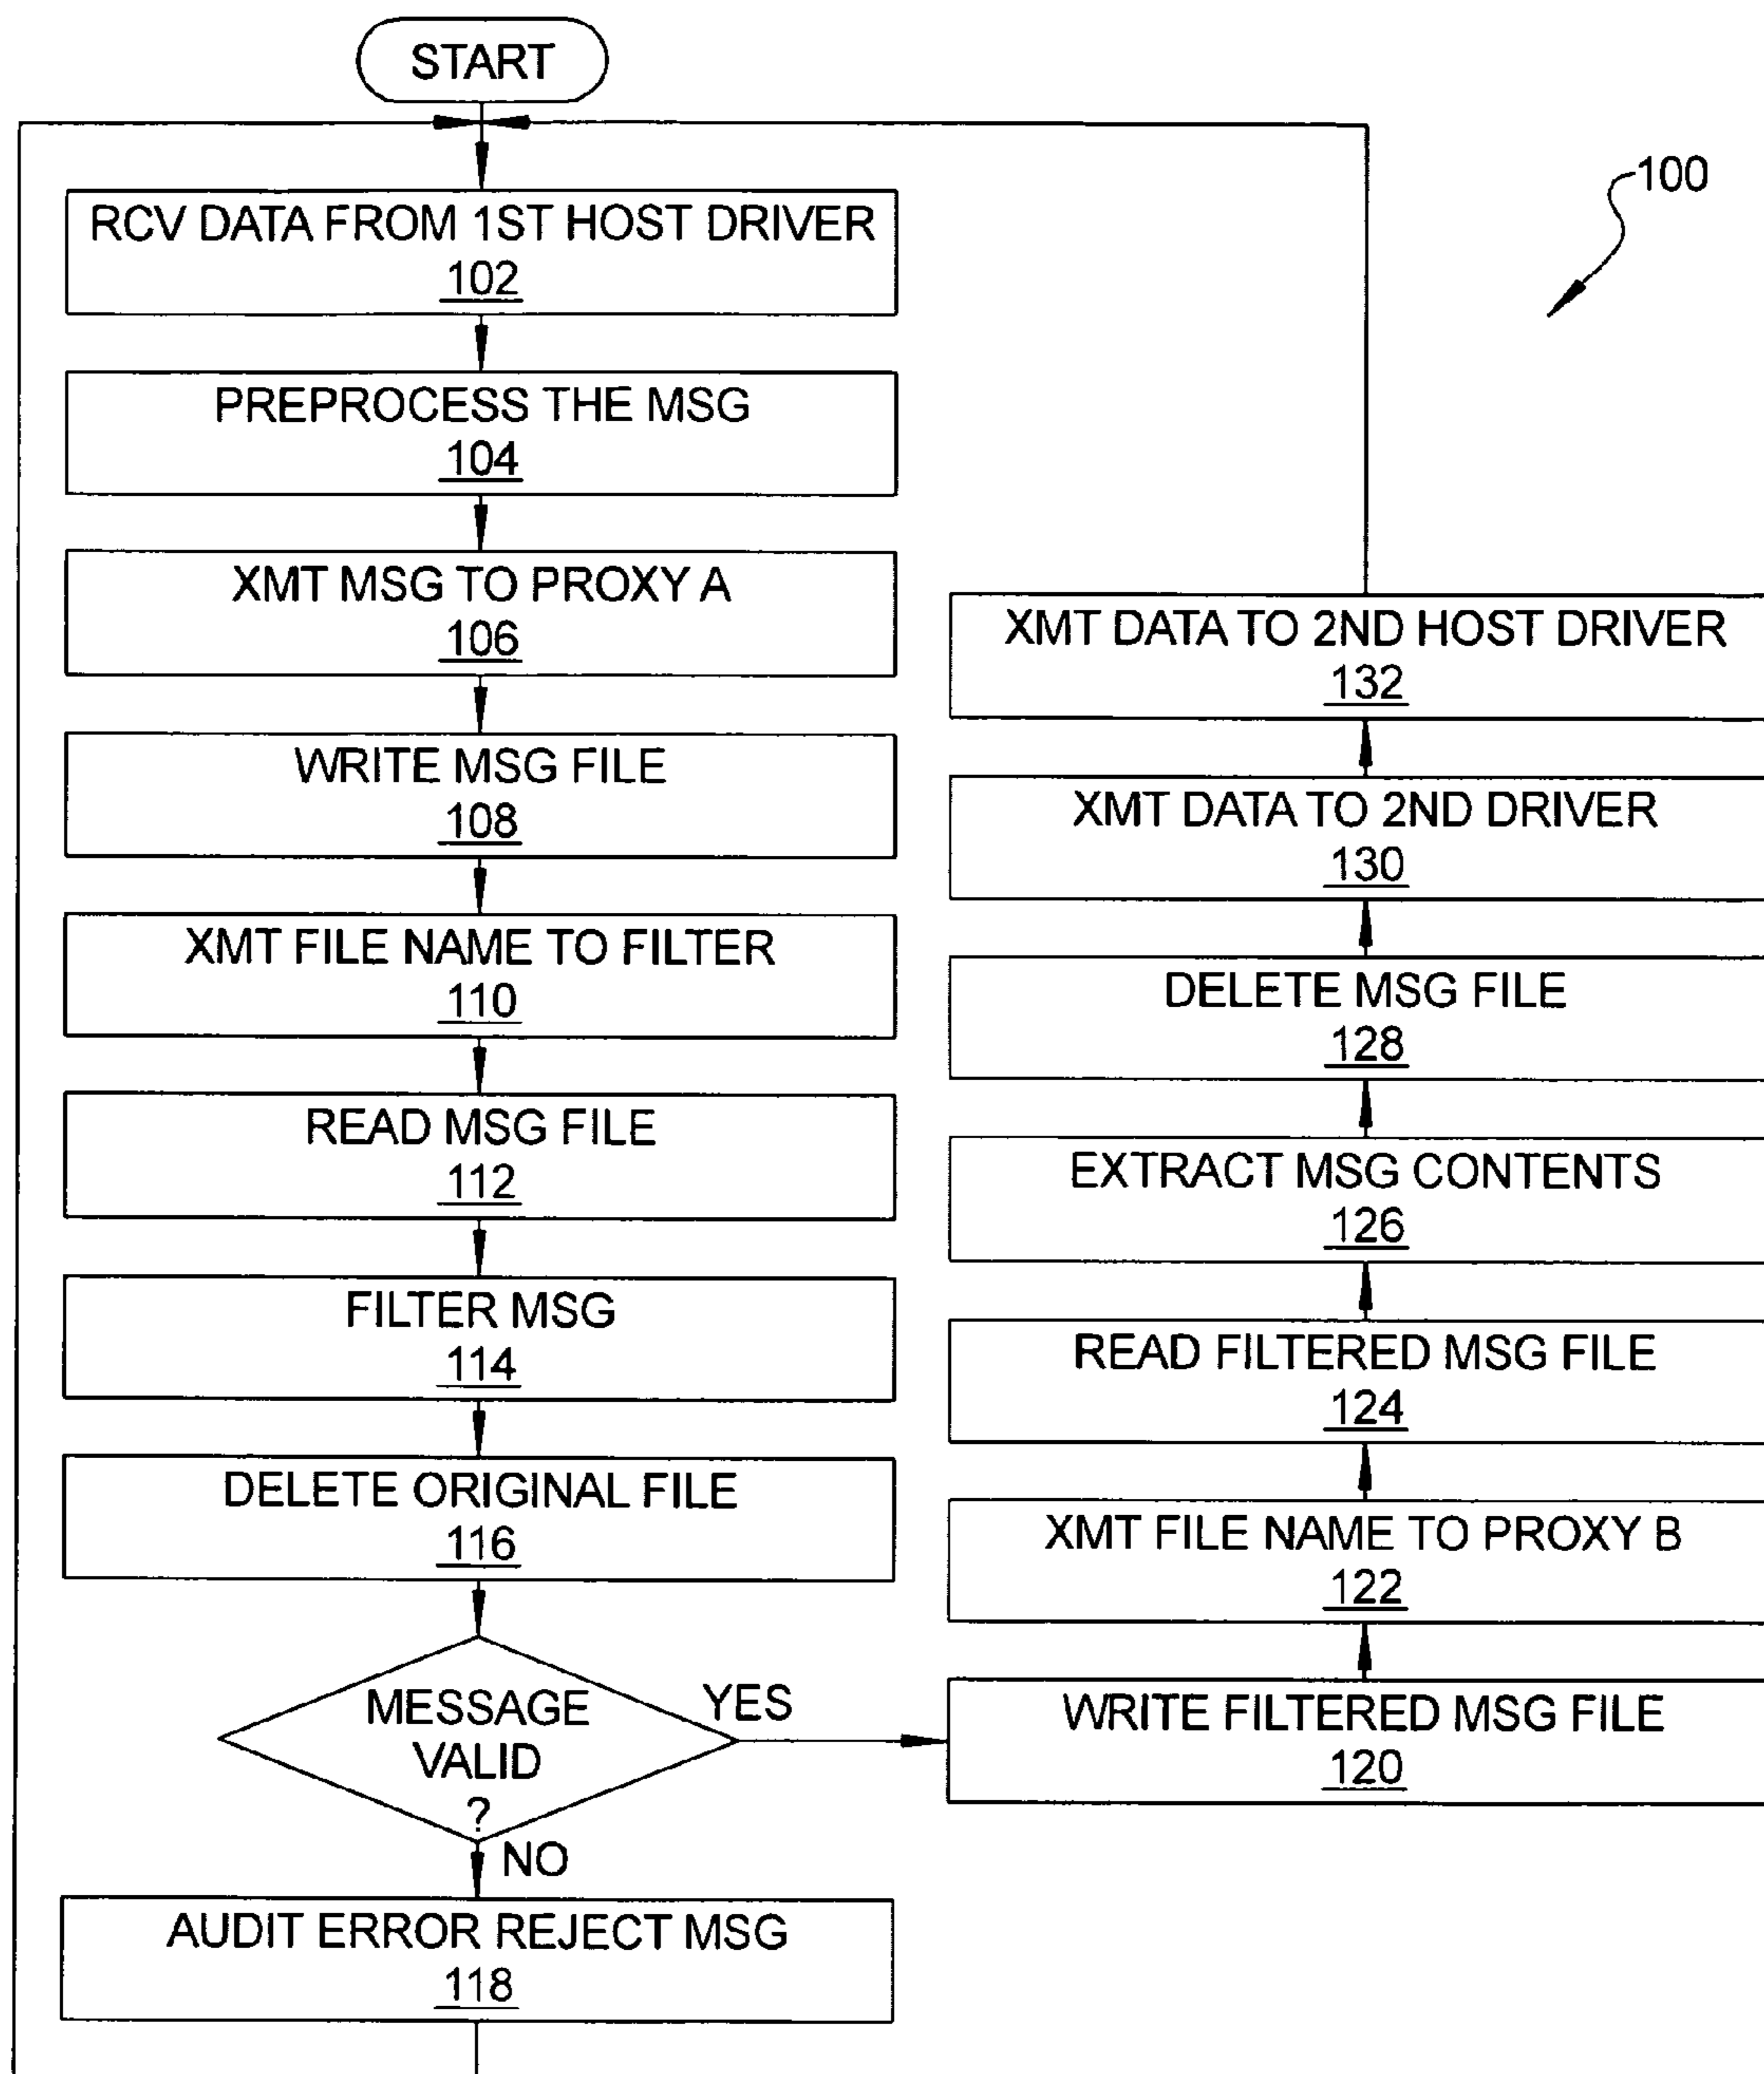 START
100
RCV DATA FROM 1ST HOST DRIVER
102
PREPROCESS THE MSG
104
XMT MSG TO PROXY A
106
WRITE MSG FILE
108
XMT FILE NAME TO FILTER
110
READ MSG FILE
112
FILTER MSG
114
DELETE ORIGINAL FILE
116
MESSAGE
VALID
?
YES
NO
AUDIT ERROR REJECT MSG
118
XMT DATA TO 2ND HOST DRIVER
132
XMT DATA TO 2ND DRIVER
130
DELETE MSG FILE
128
EXTRACT MSG CONTENTS
126
READ FILTERED MSG FILE
124
XMT FILE NAME TO PROXY B
122
WRITE FILTERED MSG FILE
120